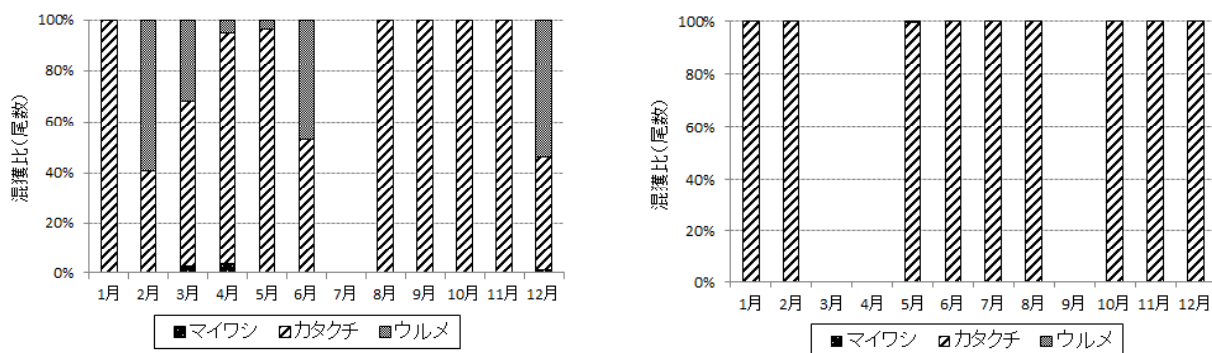 混獲比(尾数)
100%
80%
60%
40%
20%
0%
1月 2月 3月 4月 5月 6月 7月 8月 9月 10月 11月 12月
■マイワシ カタクチ ウルメ
混獲比(尾数)
100%
80%
60%
40%
20%
0%
1月 2月 3月 4月 5月 6月 7月 8月 9月 10月 11月 12月
■マイワシ カタクチ ウルメ